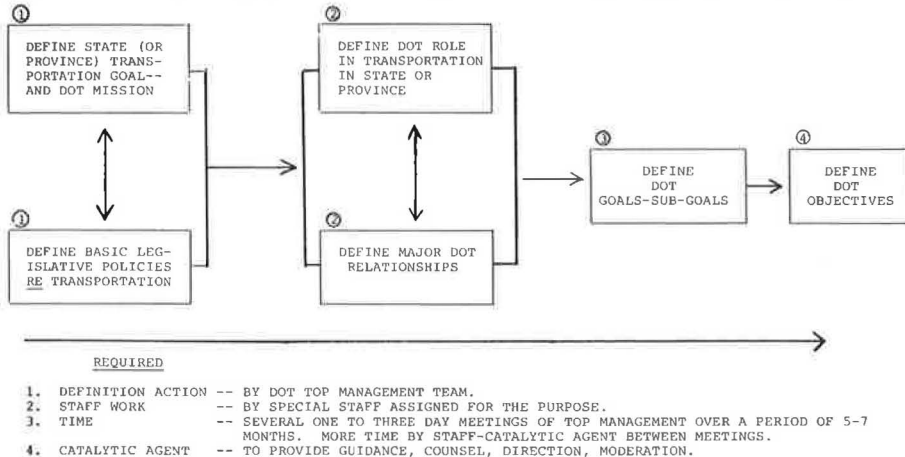 ①
DEFINE STATE (OR
PROVINCE) TRANS-
PORTATION GOAL--
AND DOT MISSION
①
DEFINE BASIC LEG-
ISLATIVE POLICIES
RE TRANSPORTATION
②
DEFINE DOT ROLE
IN TRANSPORTATION
IN STATE OR
PROVINCE
②
DEFINE MAJOR DOT
RELATIONSHIPS
③
DEFINE
DOT
GOALS-SUB-GOALS
④
DEFINE
DOT
OBJECTIVES
REQUIRED
1. DEFINITION ACTION -- BY DOT TOP MANAGEMENT TEAM.
2. STAFF WORK -- BY SPECIAL STAFF ASSIGNED FOR THE PURPOSE.
3. TIME -- SEVERAL ONE TO THREE DAY MEETINGS OF TOP MANAGEMENT OVER A PERIOD OF 5-7
MONTHS. MORE TIME BY STAFF-CATALYTIC AGENT BETWEEN MEETINGS.
4. CATALYTIC AGENT -- TO PROVIDE GUIDANCE, COUNSEL, DIRECTION, MODERATION.